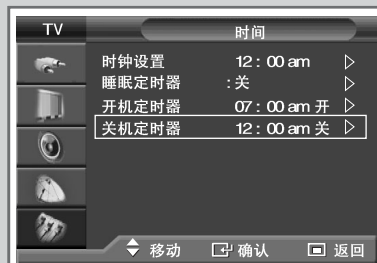 TV 时间
时钟设置 12 : 00 am
睡眠定时器 : 关
开机定时器 07 : 00 am 开
关机定时器 12 : 00 am 关
移动 确认 返回